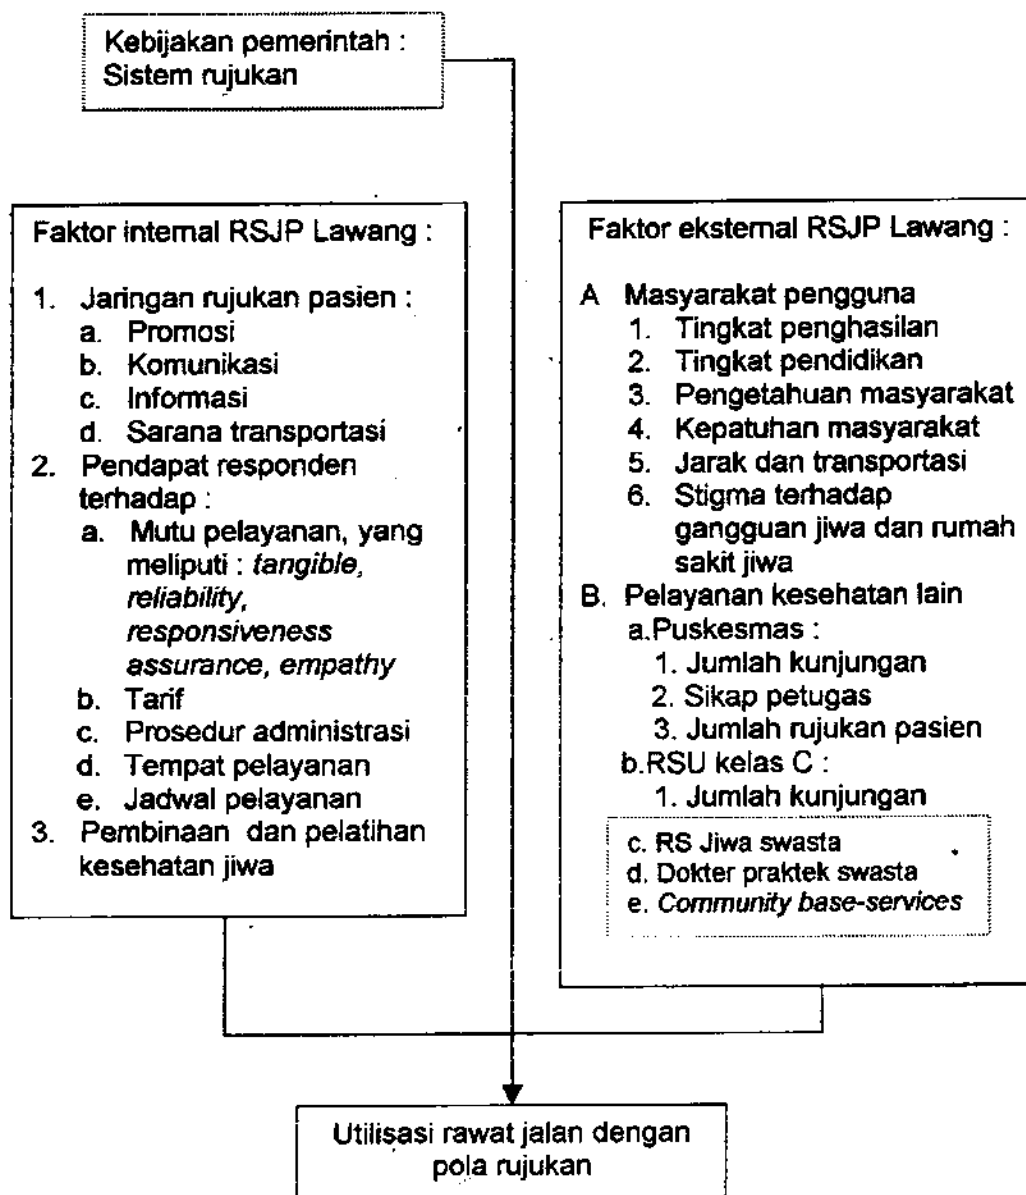 Kebijakan pemerintah :
Sistem rujukan
Faktor internal RSJP Lawang :
1. Jaringan rujukan pasien :
a. Promosi
b. Komunikasi
c. Informasi
d. Sarana transportasi
2. Pendapat responden
terhadap :
a. Mutu pelayanan, yang
meliputi : tangible,
reliability,
responsiveness
assurance, empathy
b. Tarif
c. Prosedur administrasi
d. Tempat pelayanan
e. Jadwal pelayanan
3. Pembinaan dan pelatihan
kesehatan jiwa
Faktor eksternal RSJP Lawang :
A Masyarakat pengguna
1. Tingkat penghasilan
2. Tingkat pendidikan
3. Pengetahuan masyarakat
4. Kepatuhan masyarakat
5. Jarak dan transportasi
6. Stigma terhadap
gangguan jiwa dan rumah
sakit jiwa
B. Pelayanan kesehatan lain
a.Puskesmas :
1. Jumlah kunjungan
2. Sikap petugas
3. Jumlah rujukan pasien
b.RSU kelas C :
1. Jumlah kunjungan
c. RS Jiwa swasta
d. Dokter praktek swasta
e. Community base-services
Utilisasi rawat jalan dengan
pola rujukan